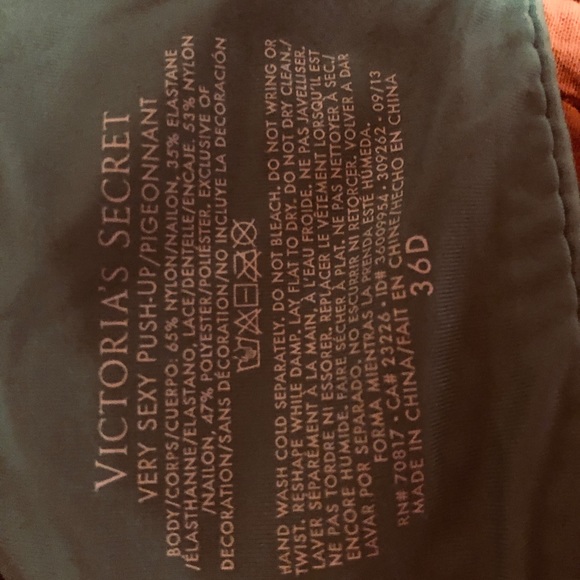 VICTORIA'S SECRET
VERY SEXY PUSH-UP/PIGEONNANT
BODY/CORPS/CUERPO: 65% NYLON/NAILON, 35% ELASTANE
/ÉLASTHANNE/ELASTANO, LACE/DENTELLE/ENCAJE, 53% NYLON
/NAILON, 47% POLYESTER/POLIÉSTER, EXCLUSIVE OF
DECORATION/SANS DÉCORATION/NO INCLUYE LA DECORACIÓN
HAND WASH COLD SEPARATELY. DO NOT BLEACH. DO NOT WRING OR
TWIST. RESHAPE WHILE DAMP. LAY FLAT TO DRY. DO NOT DRY CLEAN./
LAVER SÉPARÉMENT À LA MAIN, À L'EAU FROIDE. NE PAS JAVELLISER.
NE PAS TORDRE NI ESSORER. REPLACER LE VÊTEMENT LORSQU'IL EST
ENCORE HUMIDE. FAIRE SÉCHER À PLAT. NE PAS NETTOYER À SEC./
LAVAR POR SEPARADO. NO ESCURRIR NI RETORCER. VOLVER A DAR
FORMA MIENTRAS LA PRENDA ESTÉ HÚMEDA.
RN# 70817 • CA# 23226 • ID# 36009954 • 309262 • 09/13
MADE IN CHINA/FAIT EN CHINE/HECHO EN CHINA
36D